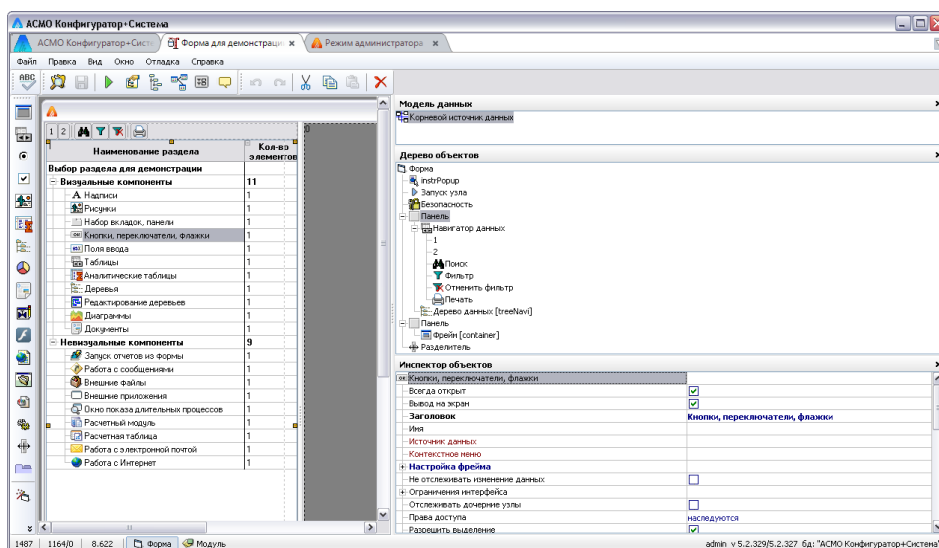 АСМО Конфигуратор+Система
АСМО Конфигуратор+Систе
Форма для демонстраци
Режим администратора
Файл Правка Вид Окно Отладка Справка
ABC
1 2
Наименование раздела
Кол-во элементов
Выбор раздела для демонстрации
Визуальные компоненты 11
Надписи 1
Рисунки 1
Набор вкладок, панели 1
Кнопки, переключатели, флажки 1
Поля ввода 1
Таблицы 1
Аналитические таблицы 1
Деревья 1
Редактирование деревьев 1
Диаграммы 1
Документы 1
Невизуальные компоненты 9
Запуск отчетов из формы 1
Работа с сообщениями 1
Внешние файлы 1
Внешние приложения 1
Окно показа длительных процессов 1
Расчетный модуль 1
Расчетная таблица 1
Работа с электронной почтой 1
Работа с Интернет 1
Модель данных
Корневой источник данных
Дерево объектов
Форма
instrPopup
Запуск узла
Безопасность
Панель
Навигатор данных
1
2
Поиск
Фильтр
Отменить фильтр
Печать
Дерево данных [treeNavi]
Панель
Фрейм [container]
Разделитель
Инспектор объектов
Кнопки, переключатели, флажки
Всегда открыт
Вывод на экран
Заголовок Кнопки, переключатели, флажки
Имя
Источник данных
Контекстное меню
Настройка фрейма
Не отслеживать изменение данных
Ограничения интерфейса
Отслеживать дочерние узлы
Права доступа наследуются
Разрешить выделение
1487 1164/0 8.622 Форма Модуль admin v 5.2.329/5.2.327 бд: "АСМО Конфигуратор+Система"